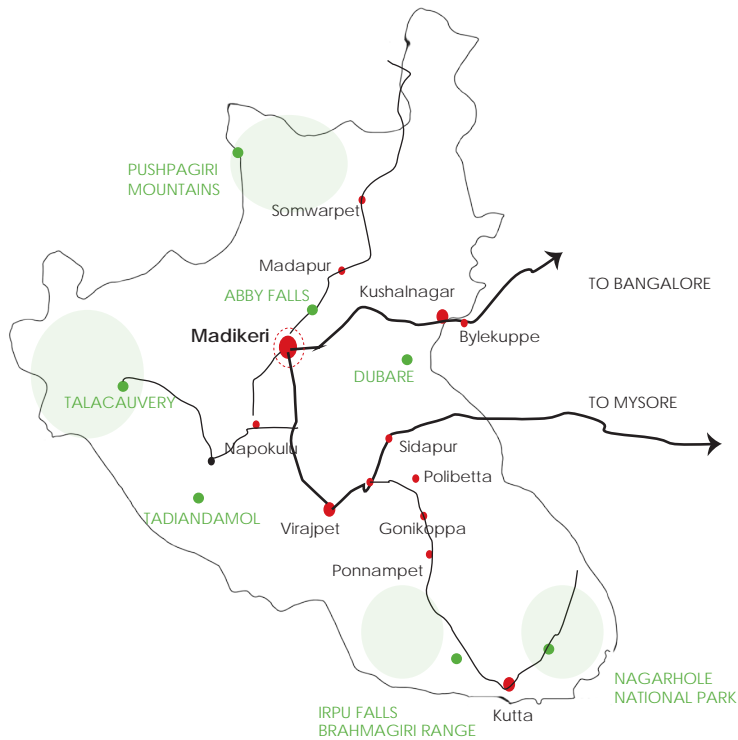 PUSHPAGIRI
MOUNTAINS
Somwarpet
Madapur
ABBY FALLS
Kushalnagar
TO BANGALORE
Madikeri
Bylekuppe
DUBARE
TALACAUVERY
TO MYSORE
Napokulu
Sidapur
Polibetta
TADIANDAMOL
Virajpet
Gonikoppa
Ponnampet
NAGARHOLE
NATIONAL PARK
IRPU FALLS
BRAHMAGIRI RANGE
Kutta